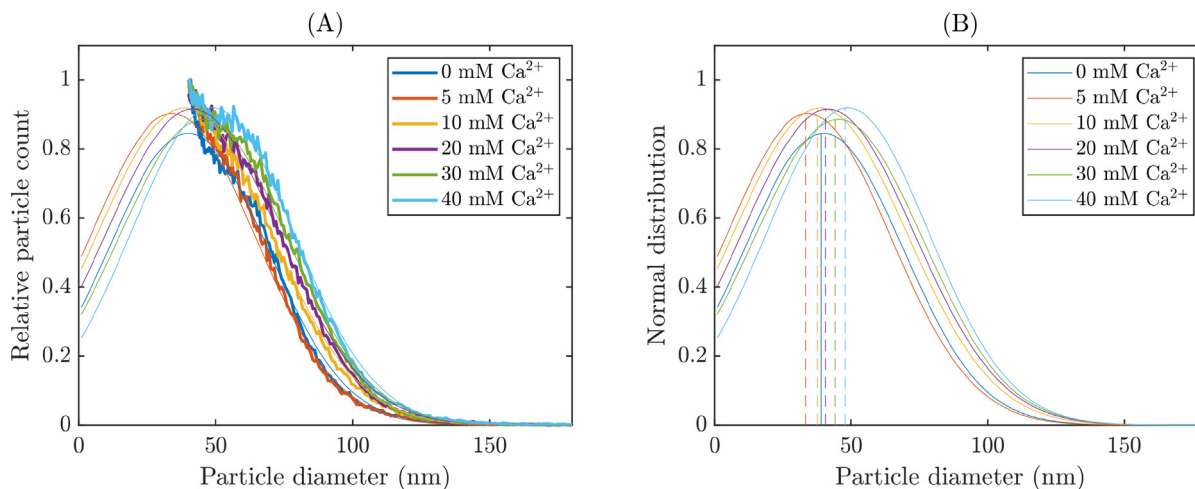 (A)
Relative particle count
1
0.8
0.6
0.4
0.2
0
0 50 100 150
Particle diameter (nm)
0 mM Ca²⁺
5 mM Ca²⁺
10 mM Ca²⁺
20 mM Ca²⁺
30 mM Ca²⁺
40 mM Ca²⁺
(B)
Normal distribution
1
0.8
0.6
0.4
0.2
0
0 50 100 150
Particle diameter (nm)
0 mM Ca²⁺
5 mM Ca²⁺
10 mM Ca²⁺
20 mM Ca²⁺
30 mM Ca²⁺
40 mM Ca²⁺